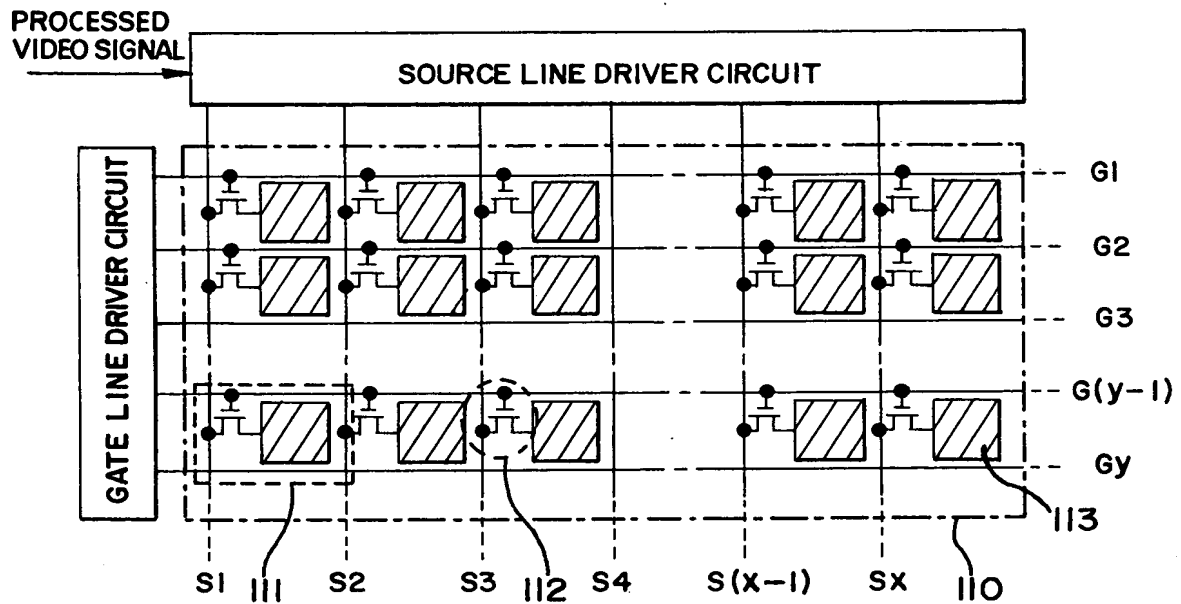 PROCESSED
VIDEO SIGNAL
SOURCE LINE DRIVER CIRCUIT
GATE LINE DRIVER CIRCUIT
G1
G2
G3
G(y-1)
Gy
113
S1
111
S2
S3
112
S4
S(x-1)
Sx
110